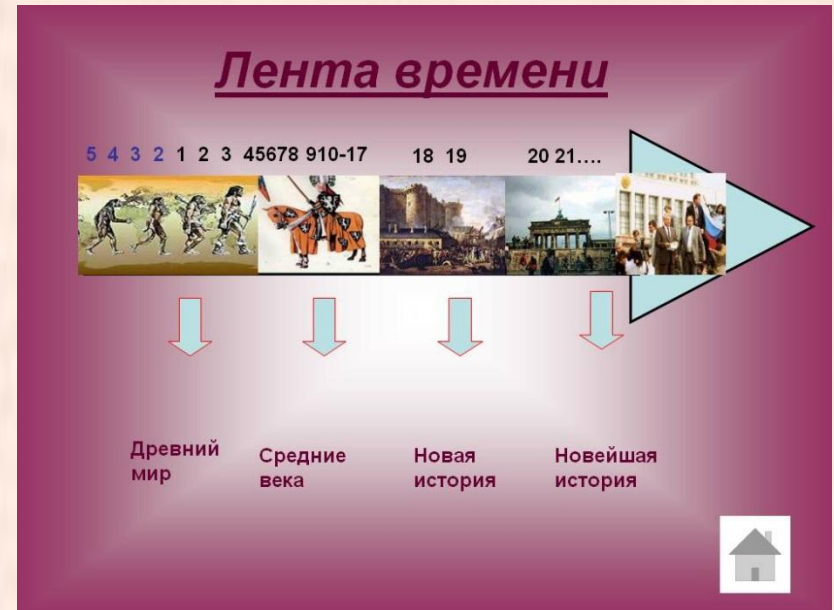 Лента времени
5 4 3 2 1 2 3 45678 910-17 18 19 20 21....
Древний мир
Средние века
Новая история
Новейшая история